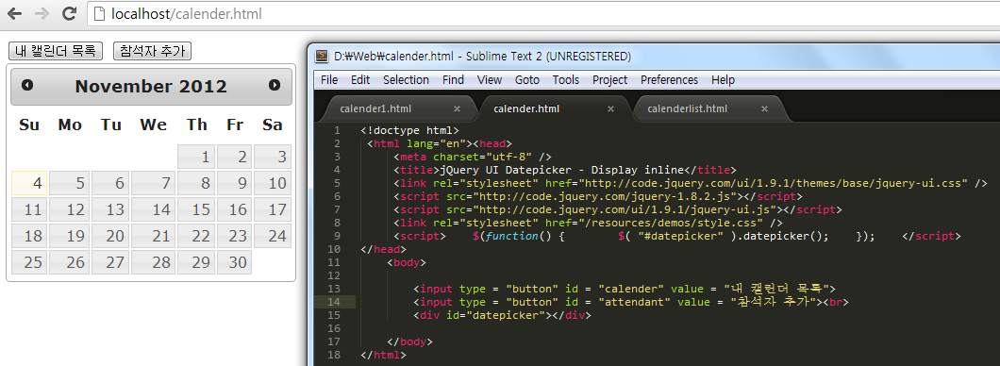 localhost/calender.html
내 캘린더 목록 참석자 추가
November 2012
Su Mo Tu We Th Fr Sa
1 2 3
4 5 6 7 8 9 10
11 12 13 14 15 16 17
18 19 20 21 22 23 24
25 26 27 28 29 30
D:₩Web₩calender.html - Sublime Text 2 (UNREGISTERED)
File Edit Selection Find View Goto Tools Project Preferences Help
calender1.html × calender.html × calenderlist.html ×
1 <!doctype html>
2 <html lang="en"><head>
3 <meta charset="utf-8" />
4 <title>jQuery UI Datepicker - Display inline</title>
5 <link rel="stylesheet" href="http://code.jquery.com/ui/1.9.1/themes/base/jquery-ui.css" />
6 <script src="http://code.jquery.com/jquery-1.8.2.js"></script>
7 <script src="http://code.jquery.com/ui/1.9.1/jquery-ui.js"></script>
8 <link rel="stylesheet" href="/resources/demos/style.css" />
9 <script> $(function() { $( "#datepicker" ).datepicker(); }); </script>
10 </head>
11 <body>
12
13 <input type = "button" id = "calender" value = "내 캘런더 목록">
14 <input type = "button" id = "attendant" value = "참석자 추가"><br>
15 <div id="datepicker"></div>
16
17 </body>
18 </html>